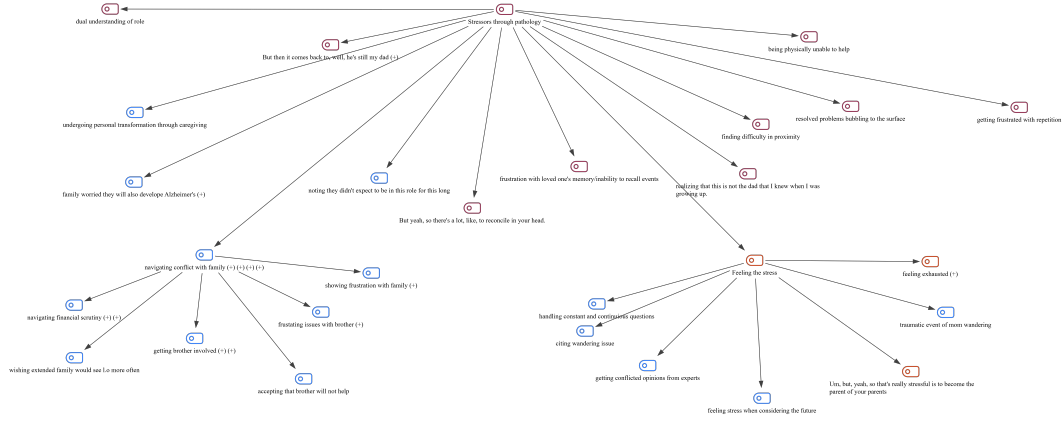 dual understanding of role
Stressors through pathology
But then it comes back to, well, he's still my dad (+)
being physically unable to help
undergoing personal transformation through caregiving
resolved problems bubbling to the surface
getting frustrated with repetition
finding difficulty in proximity
family worried they will also develope Alzheimer's (+)
noting they didn't expect to be in this role for this long
frustration with loved one's memory/inability to recall events
realizing that this is not the dad that I knew when I was
growing up.
But yeah, so there's a lot, like, to reconcile in your head.
navigating conflict with family (+) (+) (+) (+)
Feeling the stress
feeling exhausted (+)
showing frustration with family (+)
navigating financial scrutiny (+) (+)
frustating issues with brother (+)
handling constant and continuous questions
traumatic event of mom wandering
citing wandering issue
getting brother involved (+) (+)
wishing extended family would see l.o more often
getting conflicted opinions from experts
accepting that brother will not help
Um, but, yeah, so that's really stressful is to become the
parent of your parents
feeling stress when considering the future